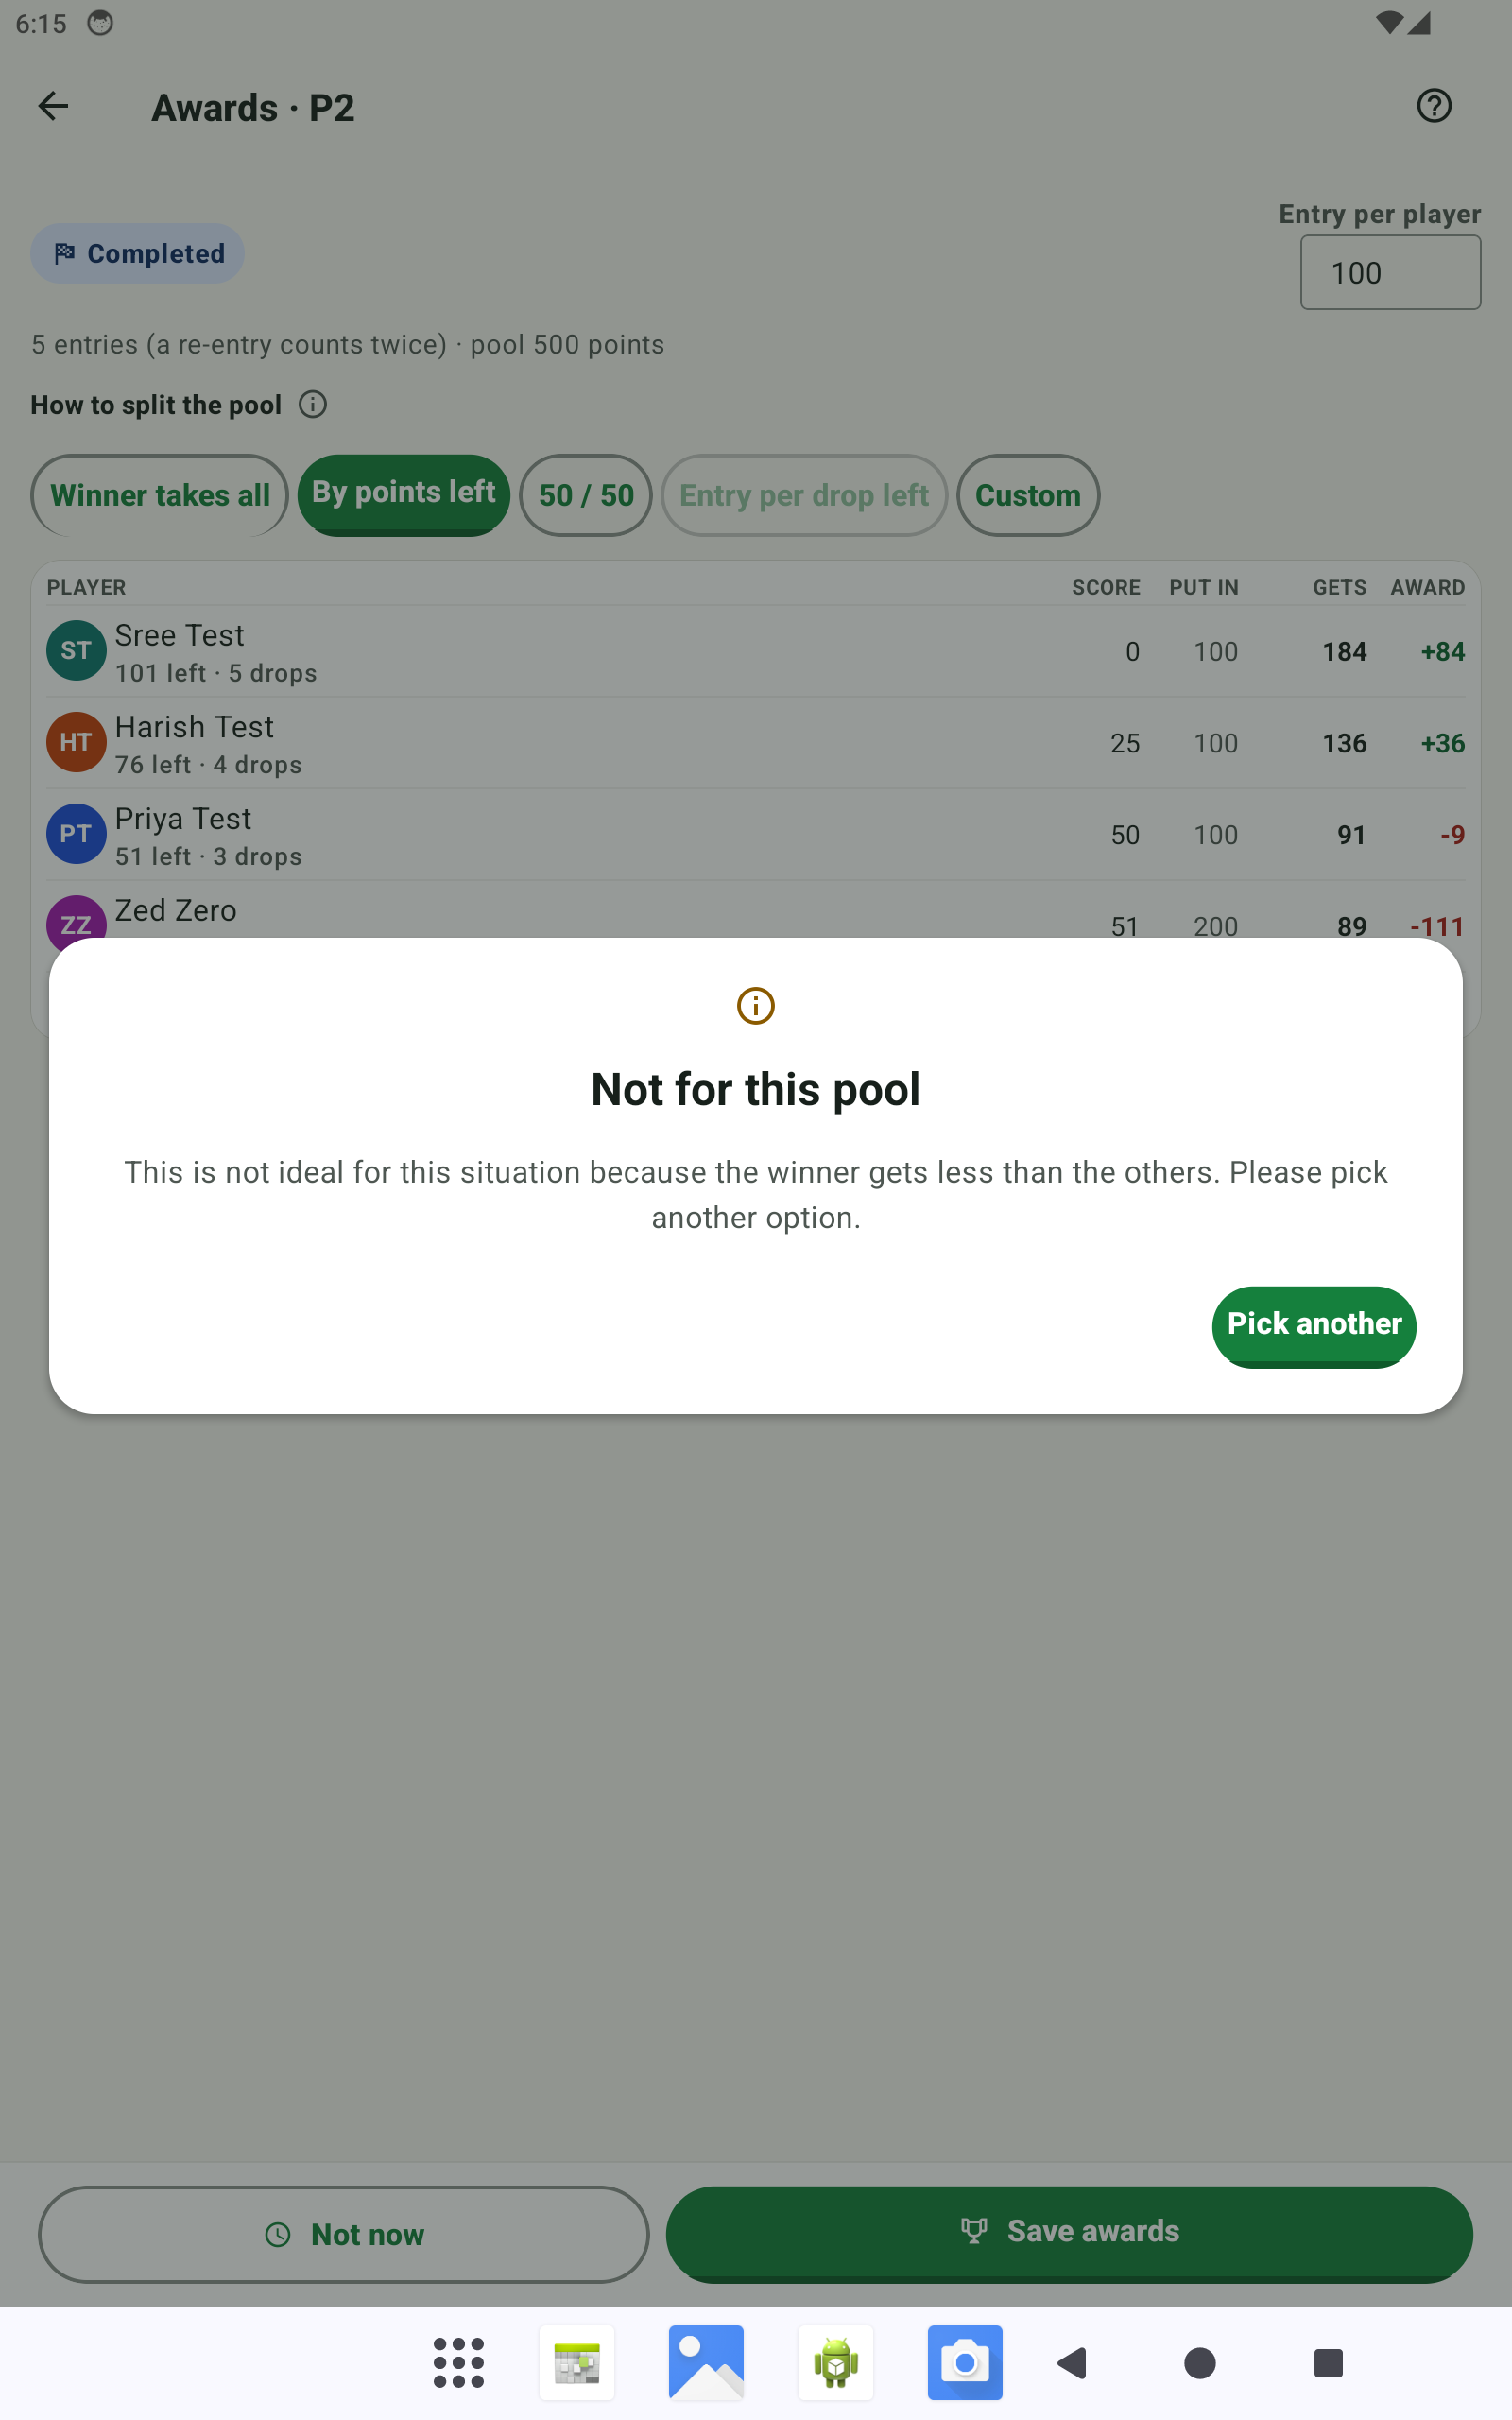 6:15
Awards · P2
Entry per player
Completed
100
5 entries (a re-entry counts twice) · pool 500 points
How to split the pool
Winner takes all
By points left
50 / 50
Entry per drop left
Custom
PLAYER SCORE PUT IN GETS AWARD
ST Sree Test 0 100 184 +84
101 left · 5 drops
HT Harish Test 25 100 136 +36
76 left · 4 drops
PT Priya Test 50 100 91 -9
51 left · 3 drops
ZZ Zed Zero 51 200 89 -111
Not for this pool
This is not ideal for this situation because the winner gets less than the others. Please pick
another option.
Pick another
Not now
Save awards